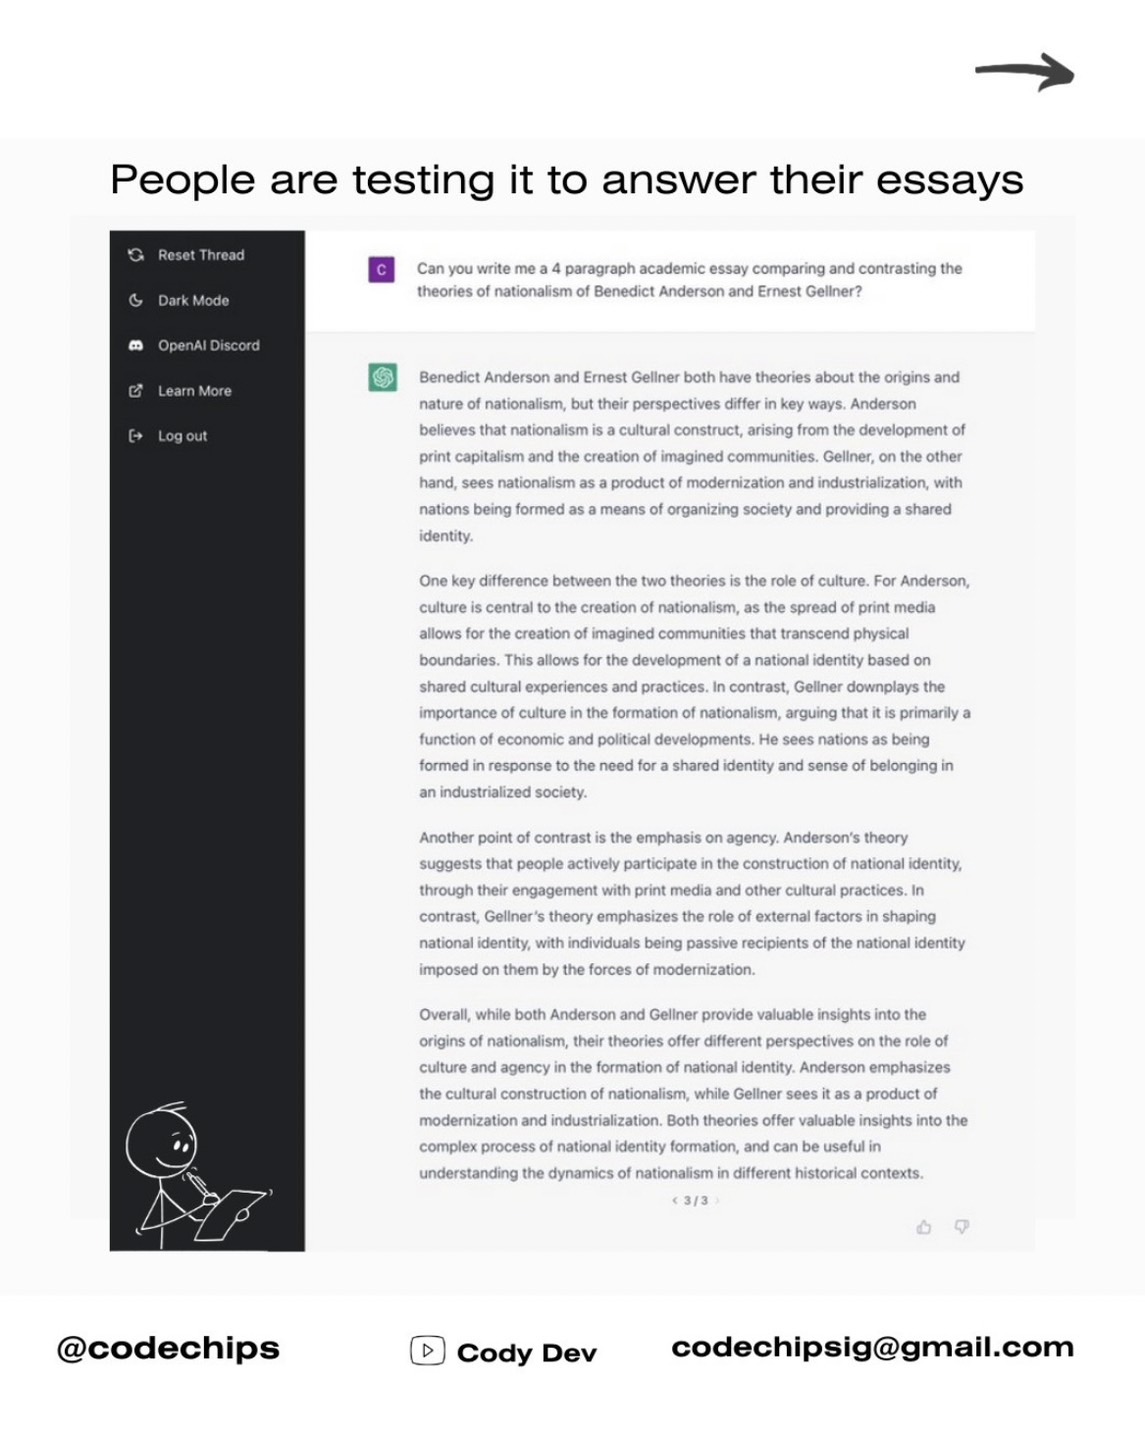 People are testing it to answer their essays
Reset Thread
Dark Mode
OpenAI Discord
Learn More
Log out
C
Can you write me a 4 paragraph academic essay comparing and contrasting the
theories of nationalism of Benedict Anderson and Ernest Gellner?
Benedict Anderson and Ernest Gellner both have theories about the origins and
nature of nationalism, but their perspectives differ in key ways. Anderson
believes that nationalism is a cultural construct, arising from the development of
print capitalism and the creation of imagined communities. Gellner, on the other
hand, sees nationalism as a product of modernization and industrialization, with
nations being formed as a means of organizing society and providing a shared
identity.
One key difference between the two theories is the role of culture. For Anderson,
culture is central to the creation of nationalism, as the spread of print media
allows for the creation of imagined communities that transcend physical
boundaries. This allows for the development of a national identity based on
shared cultural experiences and practices. In contrast, Gellner downplays the
importance of culture in the formation of nationalism, arguing that it is primarily a
function of economic and political developments. He sees nations as being
formed in response to the need for a shared identity and sense of belonging in
an industrialized society.
Another point of contrast is the emphasis on agency. Anderson's theory
suggests that people actively participate in the construction of national identity,
through their engagement with print media and other cultural practices. In
contrast, Gellner's theory emphasizes the role of external factors in shaping
national identity, with individuals being passive recipients of the national identity
imposed on them by the forces of modernization.
Overall, while both Anderson and Gellner provide valuable insights into the
origins of nationalism, their theories offer different perspectives on the role of
culture and agency in the formation of national identity. Anderson emphasizes
the cultural construction of nationalism, while Gellner sees it as a product of
modernization and industrialization. Both theories offer valuable insights into the
complex process of national identity formation, and can be useful in
understanding the dynamics of nationalism in different historical contexts.
< 3/3 >
@codechips
Cody Dev
codechipsig@gmail.com